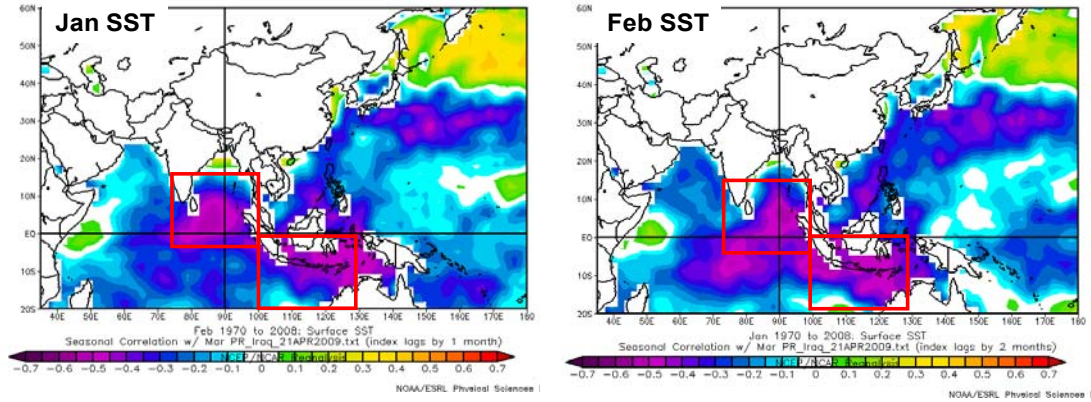 Jan SST
60N
50N
40N
30N
20N
10N
EQ
10S
20S
40E 50E 60E 70E 80E 90E 100E 110E 120E 130E 140E 150E 160E 170E 180
Feb 1970 to 2008: Surface SST
Seasonal Correlation w/ Mar PR_Iraq_21APR2009.txt (index lags by 1 month)
NCEP/NCAR Reanalysis
-0.7 -0.6 -0.5 -0.4 -0.3 -0.2 -0.1 0 0.1 0.2 0.3 0.4 0.5 0.6 0.7
NOAA/ESRL Physical Sciences
Feb SST
60N
50N
40N
30N
20N
10N
EQ
10S
20S
40E 50E 60E 70E 80E 90E 100E 110E 120E 130E 140E 150E 160E 170E 180
Jan 1970 to 2008: Surface SST
Seasonal Correlation w/ Mar PR_Iraq_21APR2009.txt (index lags by 2 months)
NCEP/NCAR Reanalysis
-0.7 -0.6 -0.5 -0.4 -0.3 -0.2 -0.1 0 0.1 0.2 0.3 0.4 0.5 0.6 0.7
NOAA/ESRL Physical Sciences